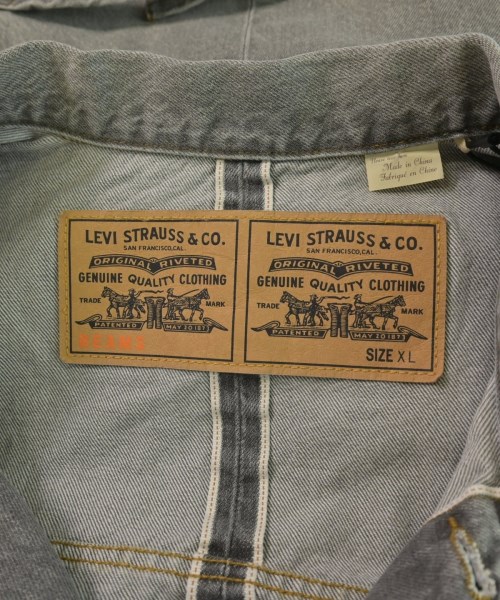 Made in China
Fabriqué en Chine
LEVI STRAUSS & CO.
SAN FRANCISCO, CAL.
ORIGINAL RIVETED
GENUINE QUALITY CLOTHING
TRADE MARK
PATENTED MAY 20 1873
LEVI STRAUSS & CO.
SAN FRANCISCO, CAL.
ORIGINAL RIVETED
GENUINE QUALITY CLOTHING
TRADE MARK
PATENTED MAY 20 1873
SIZE XL